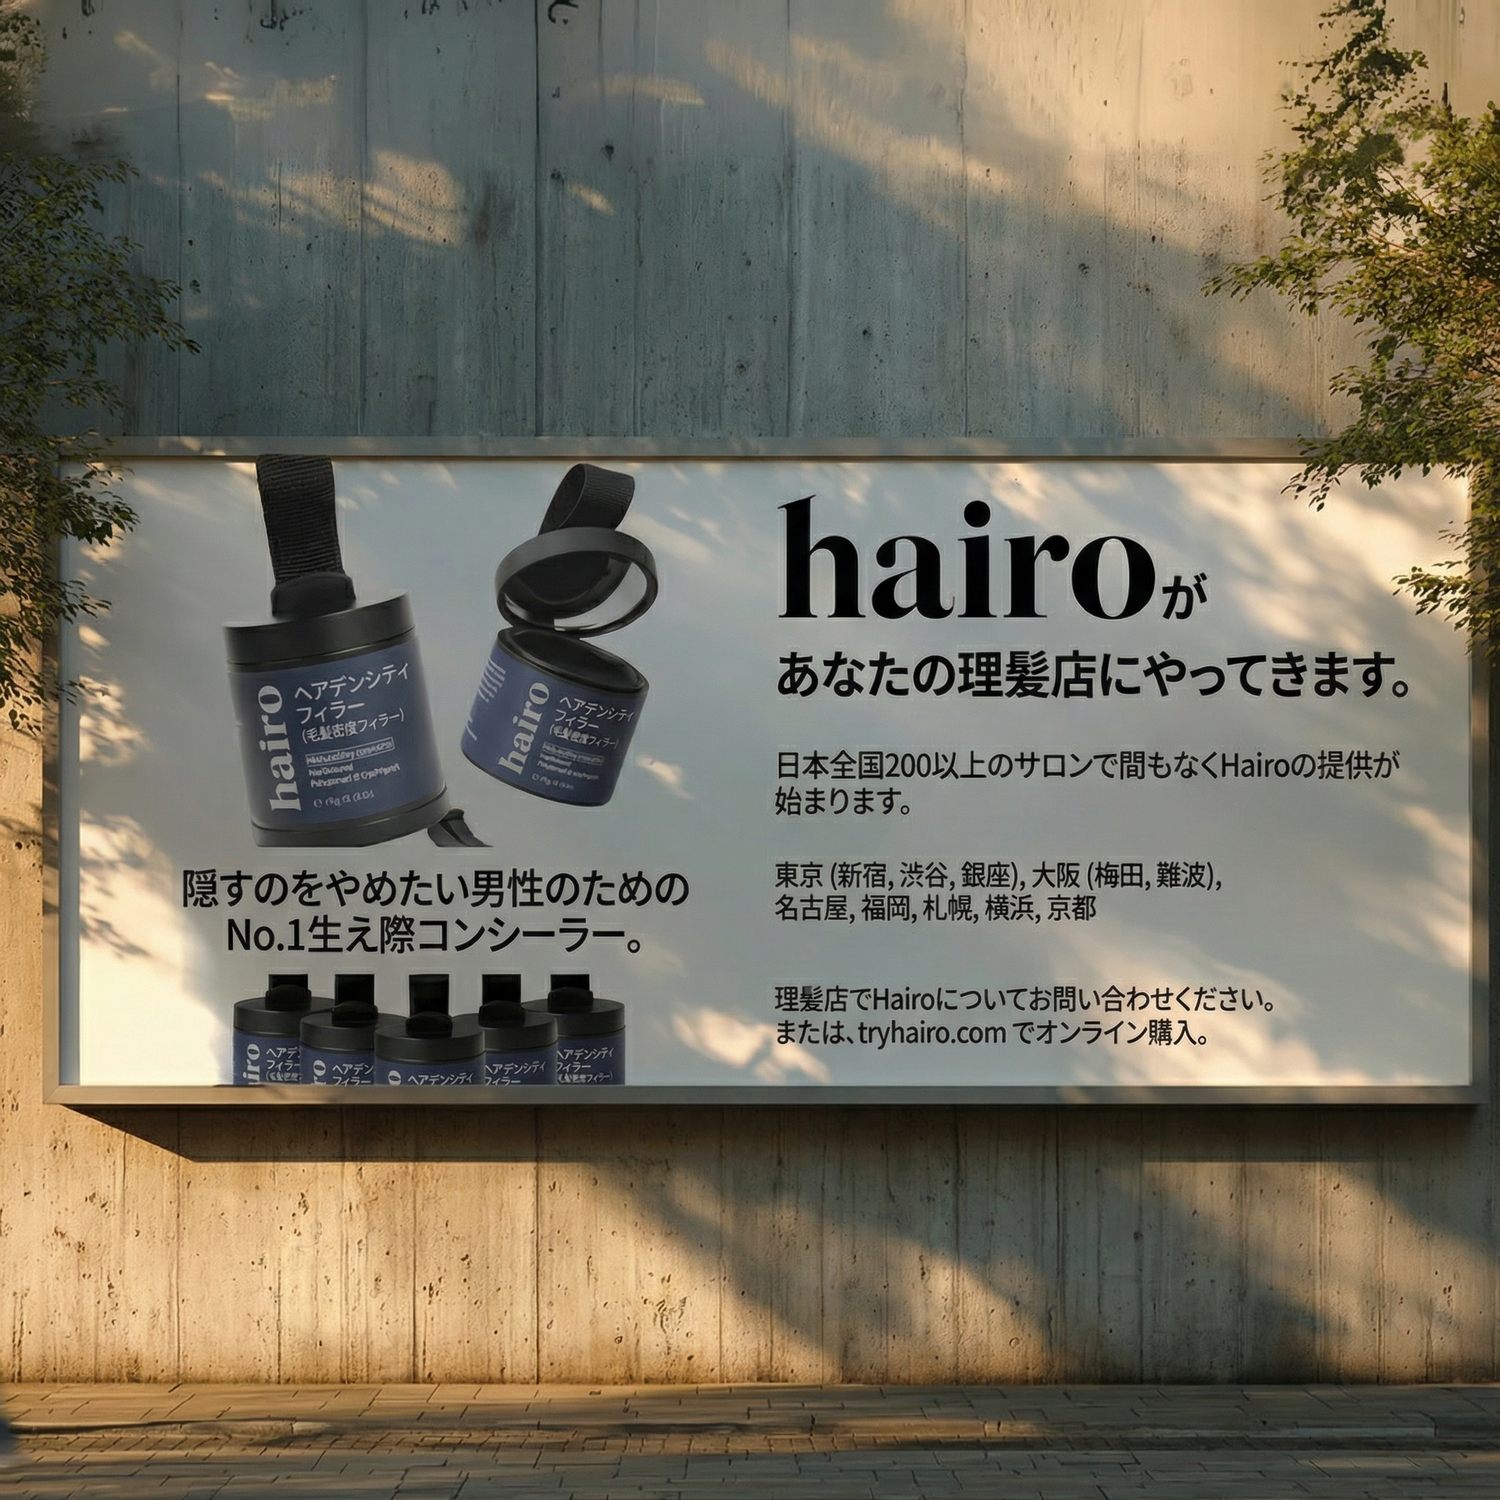 hairo
ヘアデンシティ
フィラー
(毛髪密度フィラー)
hairo
ヘアデンシティ
フィラー
(毛髪密度フィラー)
隠すのをやめたい男性のための
No.1生え際コンシーラー。
hairoが
あなたの理髪店にやってきます。
日本全国200以上のサロンで間もなくHairoの提供が
始まります。
東京 (新宿, 渋谷, 銀座), 大阪 (梅田, 難波),
名古屋, 福岡, 札幌, 横浜, 京都
理髪店でHairoについてお問い合わせください。
または、tryhairo.com でオンライン購入。